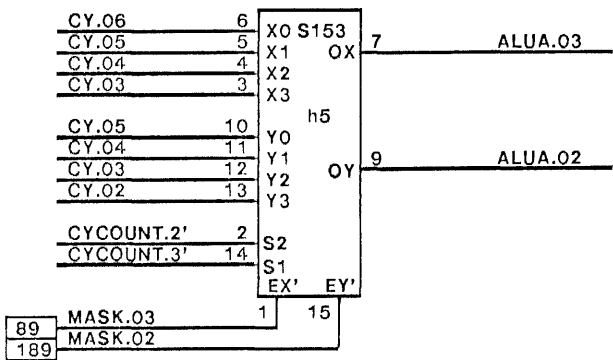 CY.06 6 X0 S153 7 ALUA.03
CY.05 5 X1 OX
CY.04 4 X2
CY.03 3 X3
h5
CY.05 10 Y0
CY.04 11 Y1 9 ALUA.02
CY.03 12 Y2 OY
CY.02 13 Y3
CYCOUNT.2' 2 S2
CYCOUNT.3' 14 S1
EX' EY'
89 MASK.03 1 15
189 MASK.02